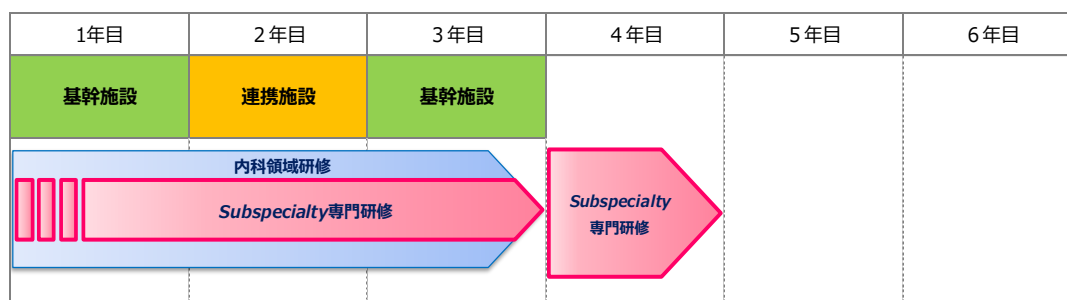 1年目
２年目
３年目
４年目
５年目
６年目
基幹施設
連携施設
基幹施設
内科領域研修
Subspecialty専門研修
Subspecialty
専門研修